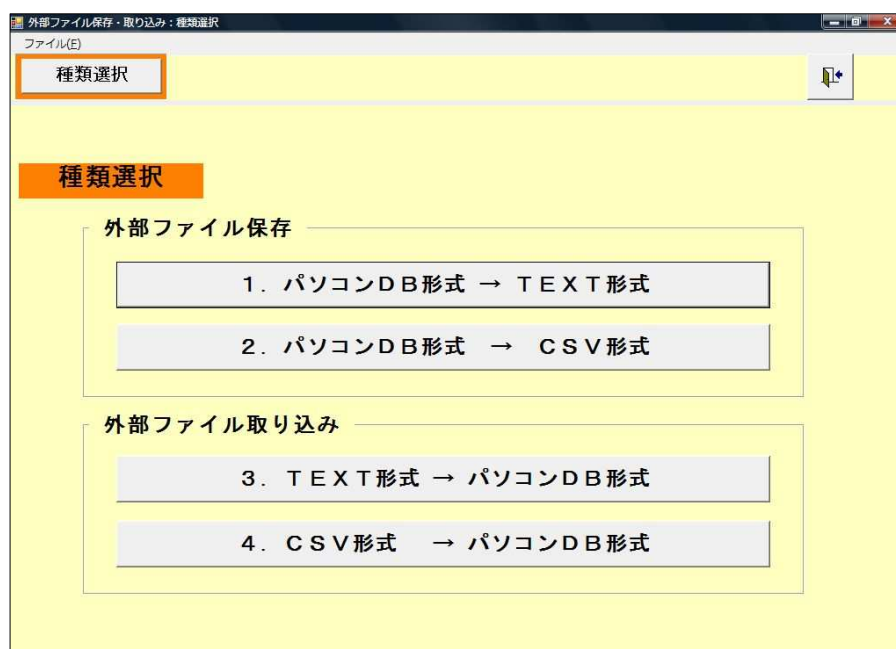 外部ファイル保存・取り込み：種類選択
ファイル(F)
種類選択
種類選択
外部ファイル保存
１．パソコンＤＢ形式 → ＴＥＸＴ形式
２．パソコンＤＢ形式　→　ＣＳＶ形式
外部ファイル取り込み
３．ＴＥＸＴ形式 → パソコンＤＢ形式
４．ＣＳＶ形式　→ パソコンＤＢ形式